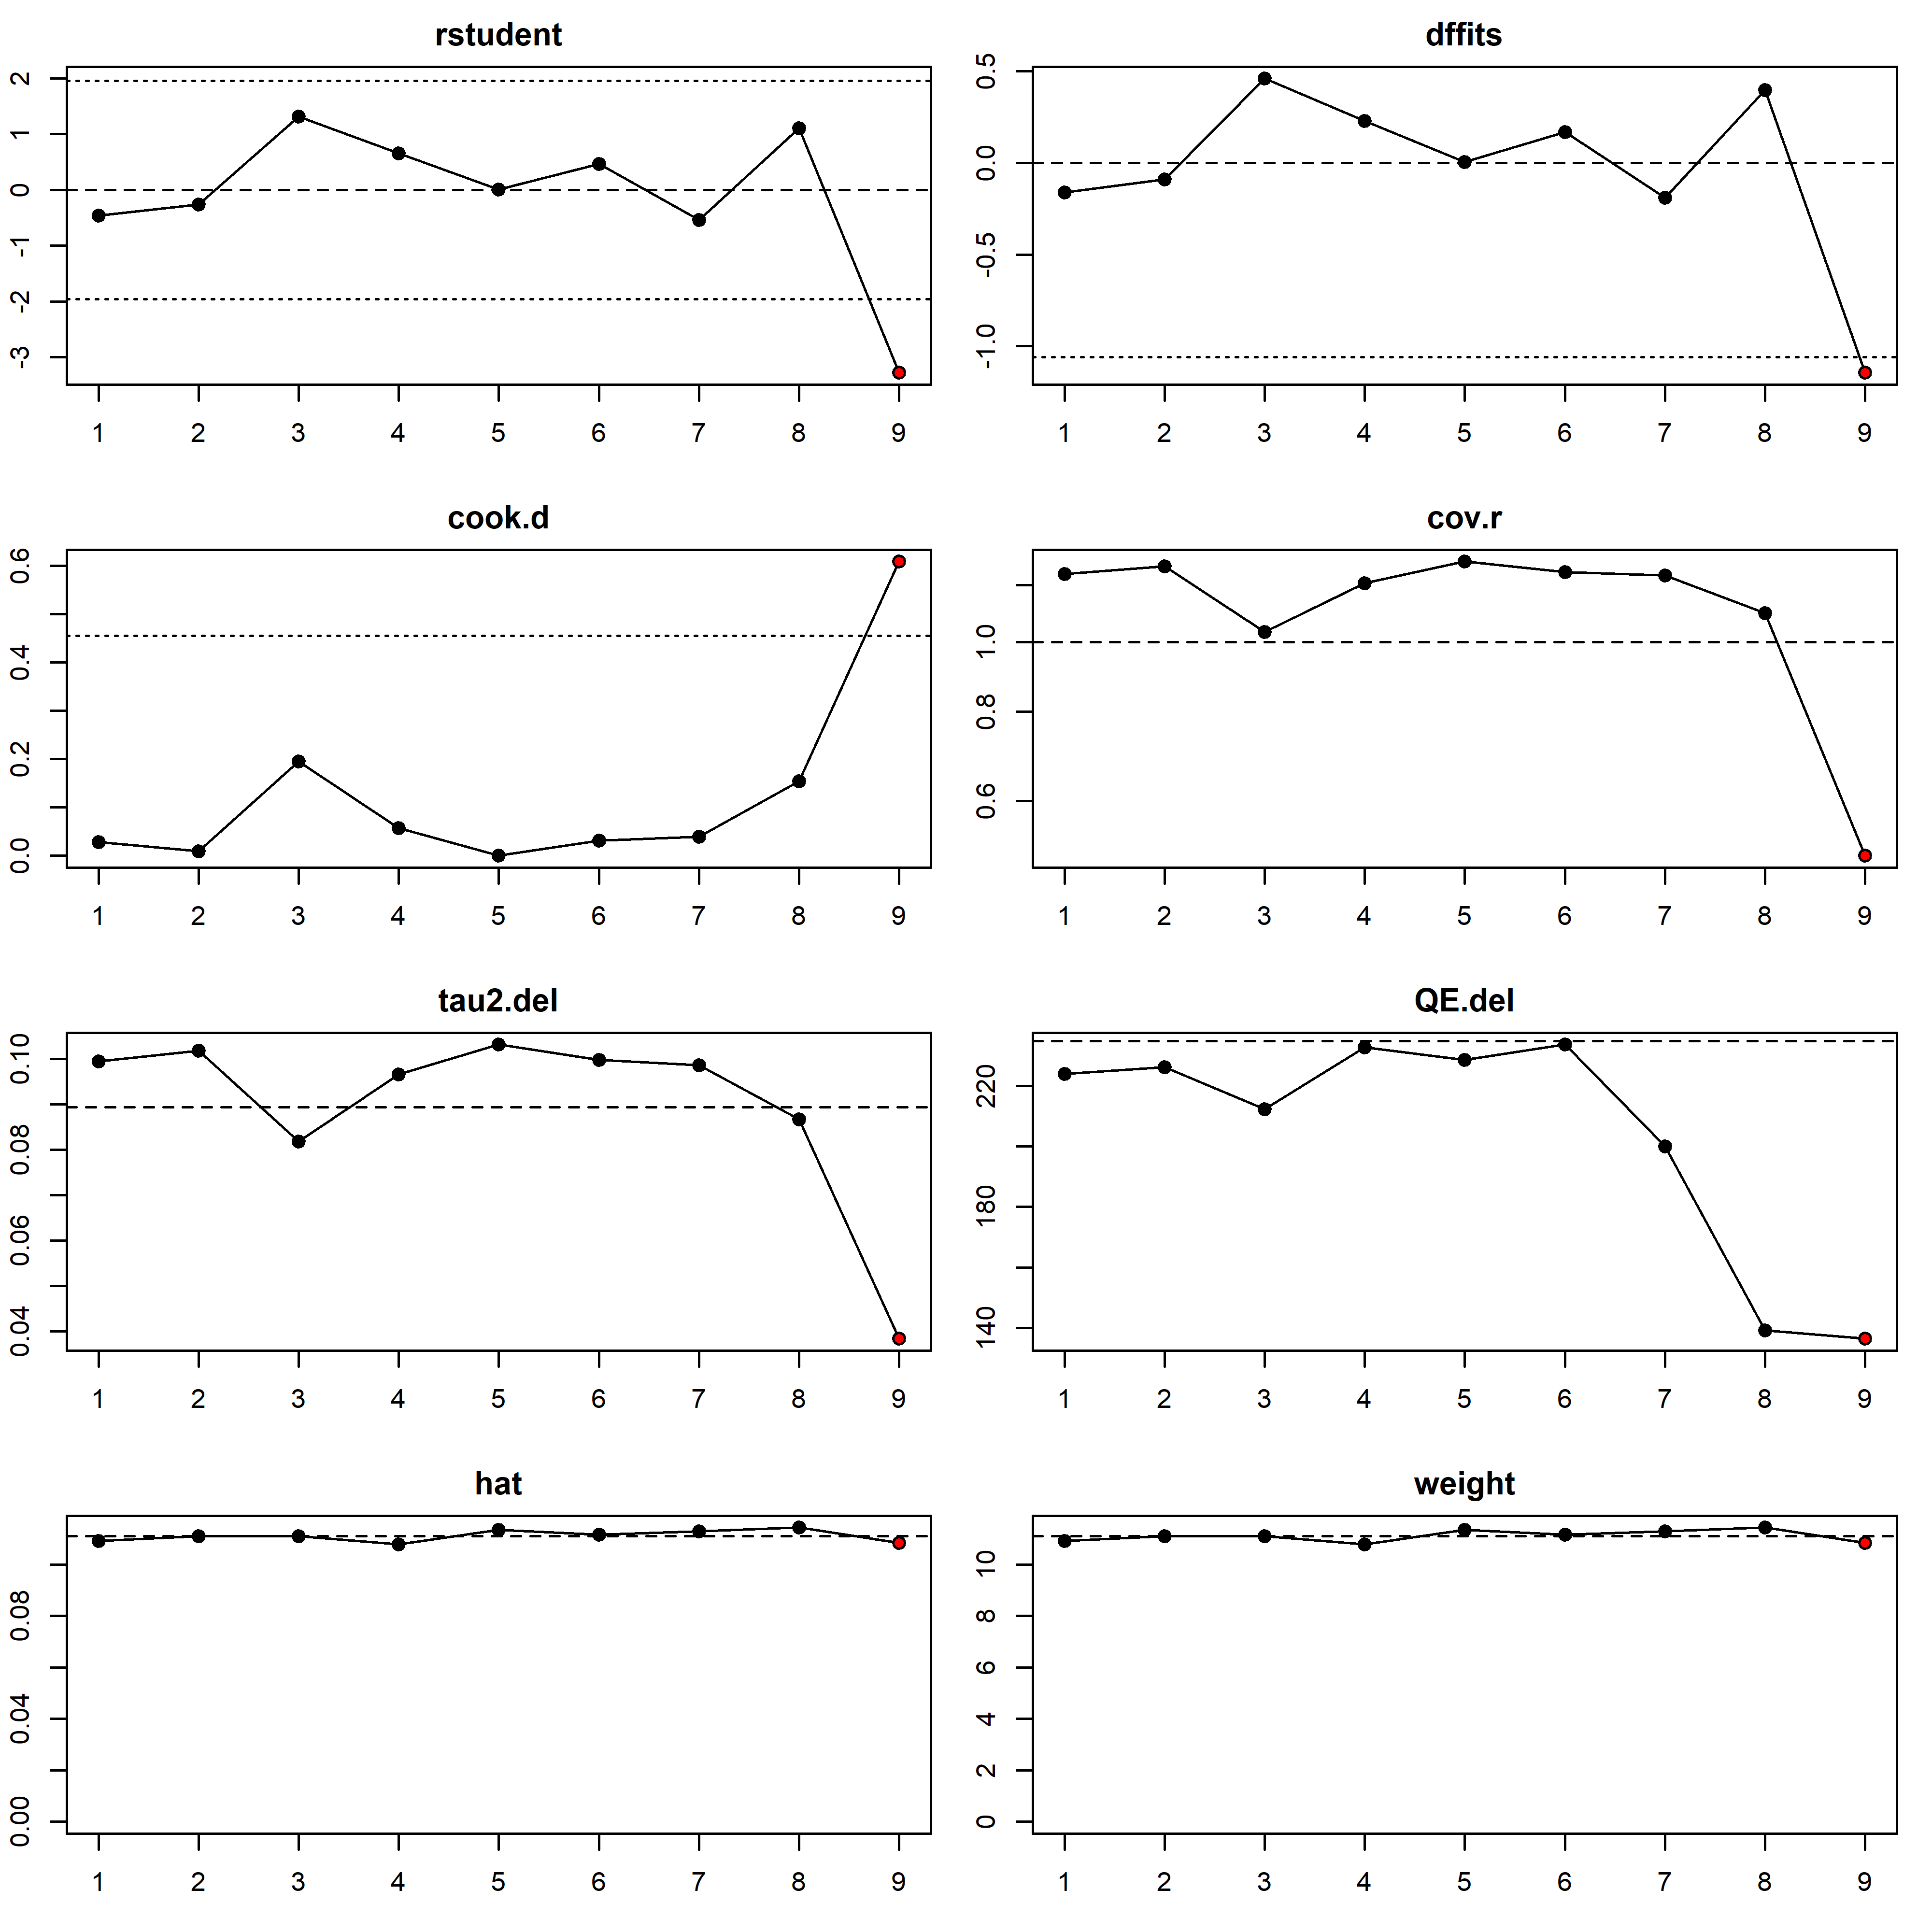 rstudent
2
1
0
-1
-2
-3
1 2 3 4 5 6 7 8 9
dffits
0.5
0.0
-0.5
-1.0
1 2 3 4 5 6 7 8 9
cook.d
0.6
0.4
0.2
0.0
1 2 3 4 5 6 7 8 9
cov.r
1.0
0.8
0.6
1 2 3 4 5 6 7 8 9
tau2.del
0.10
0.08
0.06
0.04
1 2 3 4 5 6 7 8 9
QE.del
220
180
140
1 2 3 4 5 6 7 8 9
hat
0.08
0.04
0.00
1 2 3 4 5 6 7 8 9
weight
10
8
6
4
2
0
1 2 3 4 5 6 7 8 9